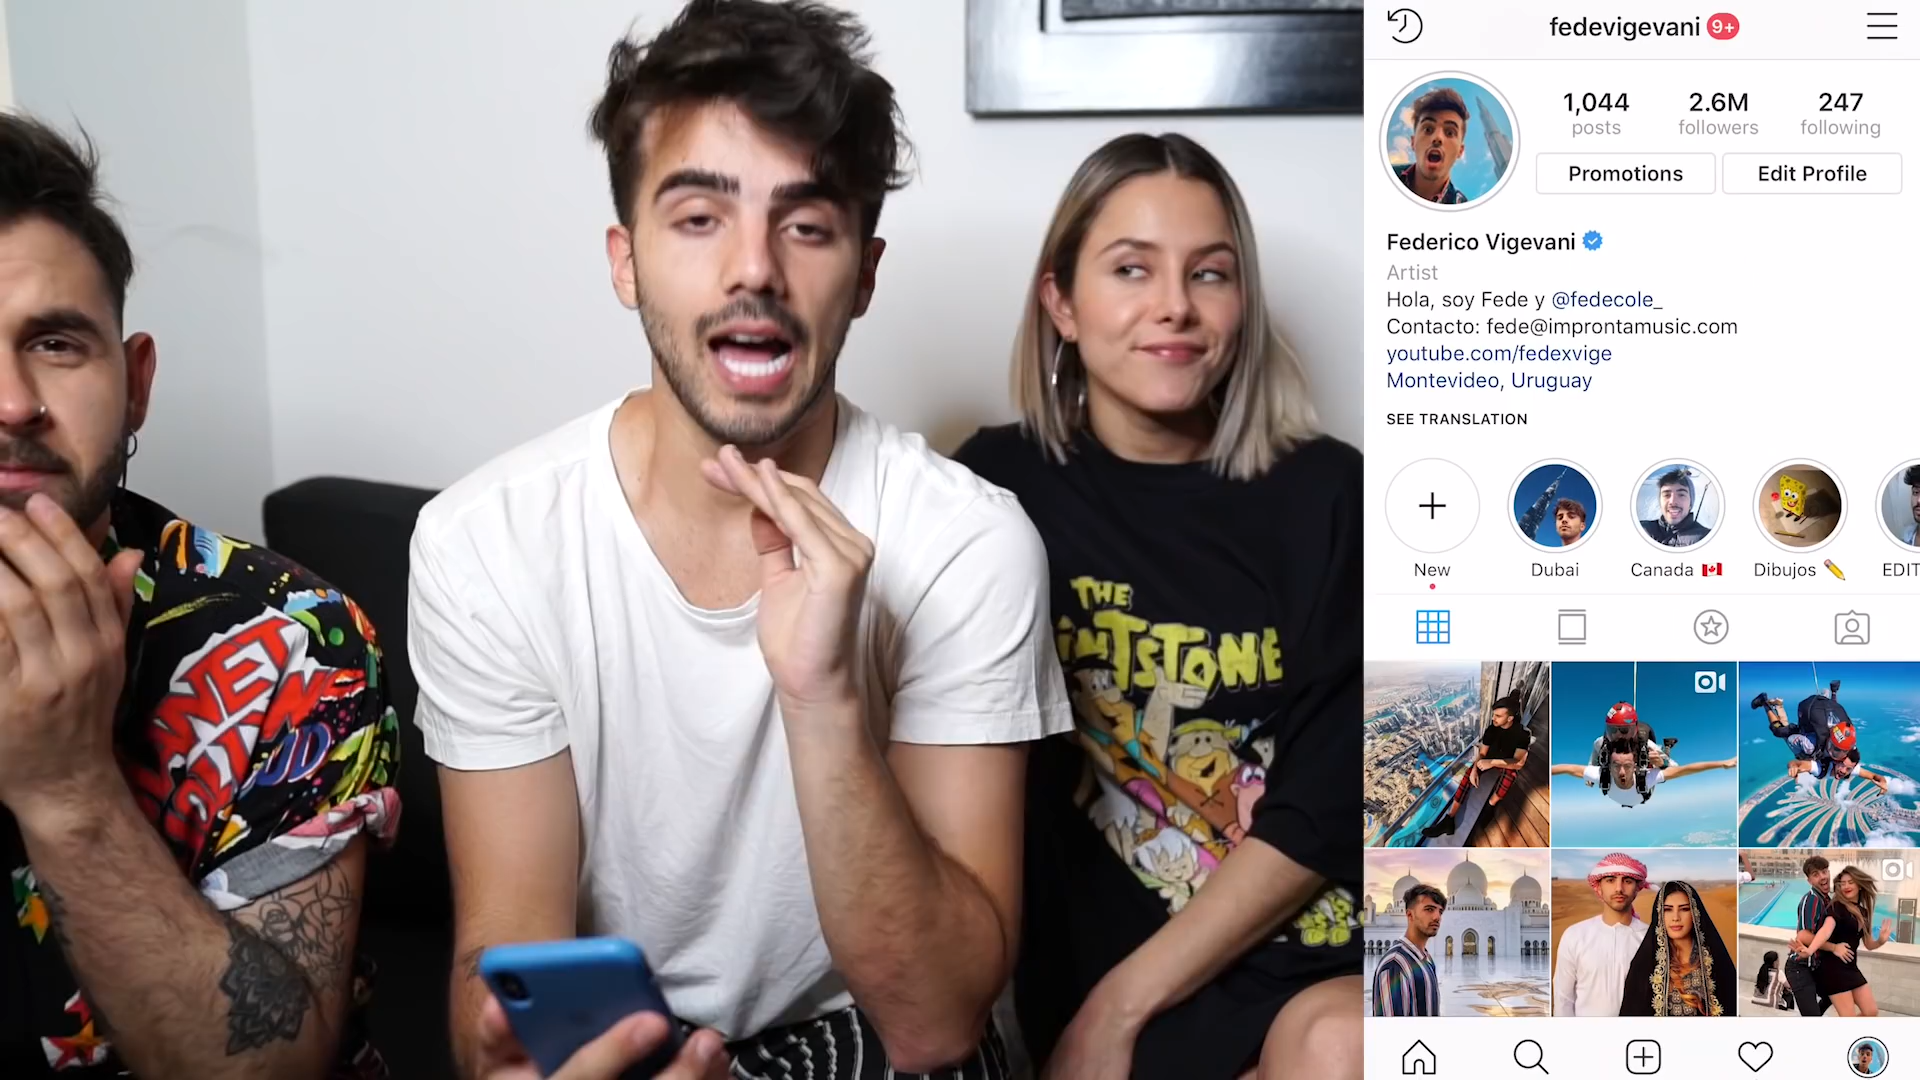 fedevigevani 9+
1,044 2.6M 247
posts followers following
Promotions Edit Profile
Federico Vigevani
Artist
Hola, soy Fede y @fedecole_
Contacto: fede@improntamusic.com
youtube.com/fedexvige
Montevideo, Uruguay
SEE TRANSLATION
New Dubai Canada Dibujos EDIT
THE